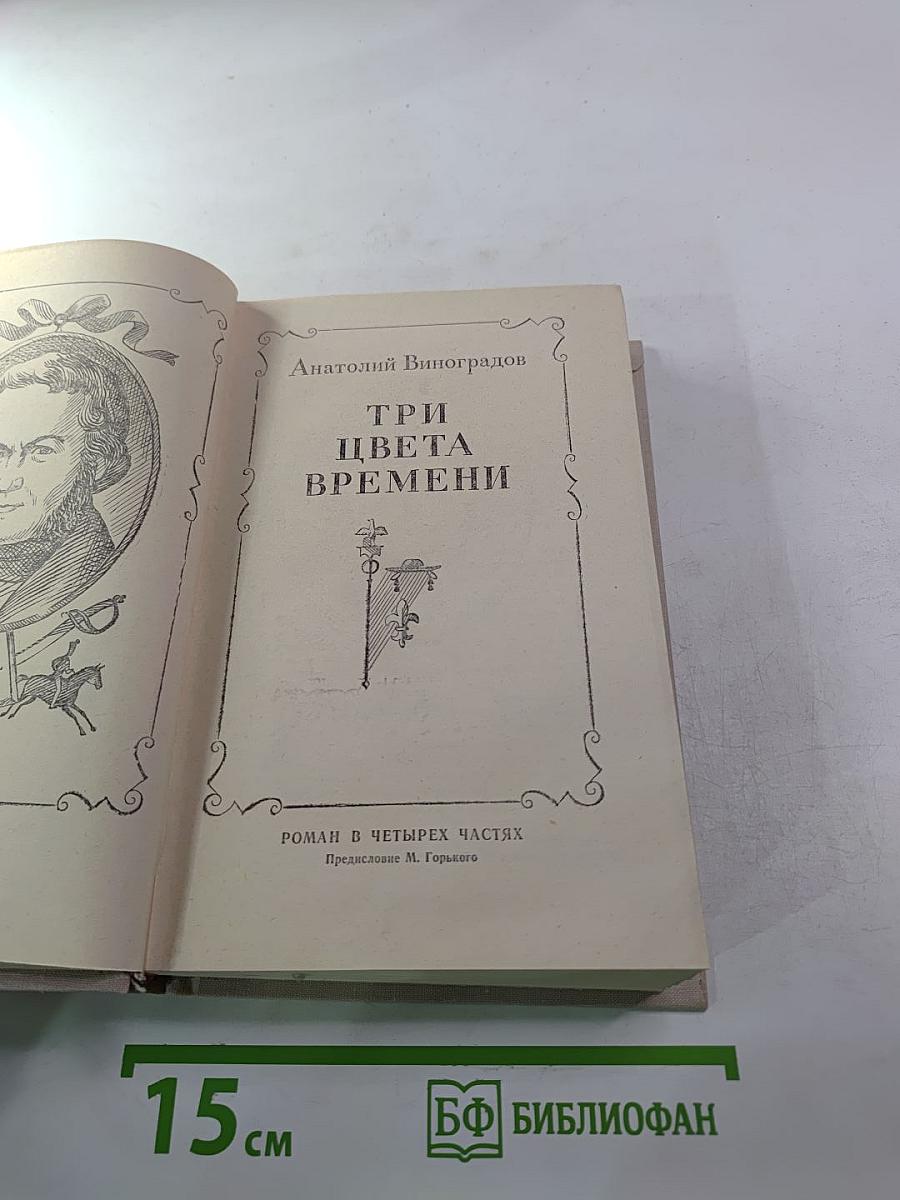 Анатолий Виноградов
ТРИ
ЦВЕТА
ВРЕМЕНИ
РОМАН В ЧЕТЫРЕХ ЧАСТЯХ
Предисловие М. Горького
15 см
БФ БИБЛИОФАН